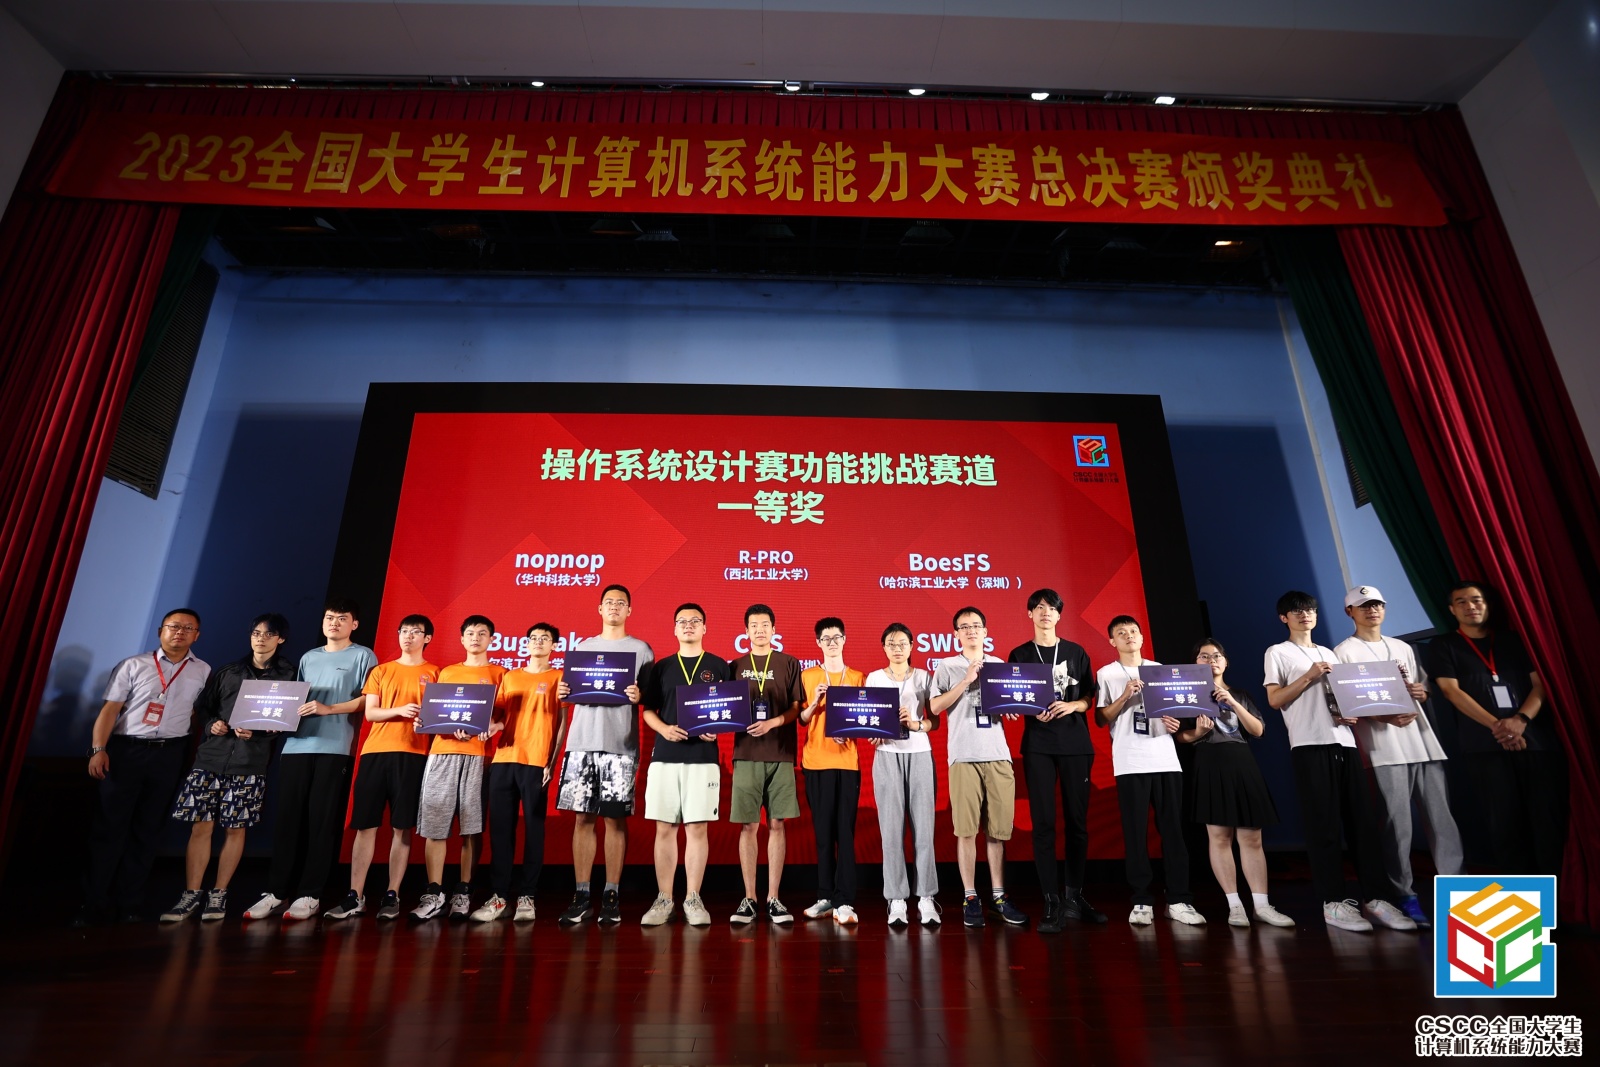 2023全国大学生计算机系统能力大赛总决赛颁奖典礼
操作系统设计赛功能挑战赛道
一等奖
nopnop
R-PRO
BoesFS
（华中科技大学）
（西北工业大学）
（哈尔滨工业大学（深圳））
一等奖
一等奖
一等奖
一等奖
一等奖
一等奖
一等奖
一等奖
CSCC全国大学生
计算机系统能力大赛